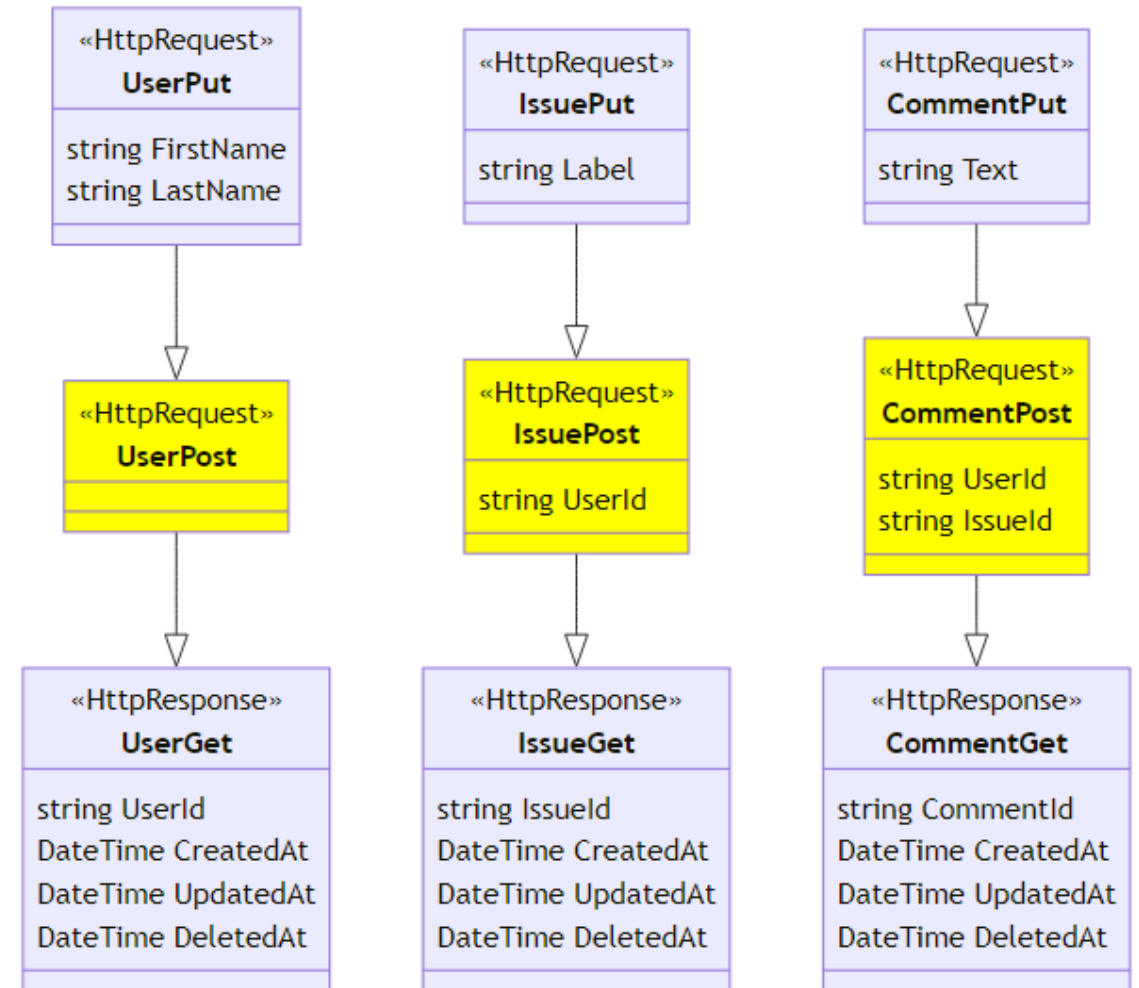 «HttpRequest»
UserPut
string FirstName
string LastName
«HttpRequest»
IssuePut
string Label
«HttpRequest»
CommentPut
string Text
«HttpRequest»
UserPost
«HttpRequest»
IssuePost
string UserId
«HttpRequest»
CommentPost
string UserId
string IssueId
«HttpResponse»
UserGet
string UserId
DateTime CreatedAt
DateTime UpdatedAt
DateTime DeletedAt
«HttpResponse»
IssueGet
string IssueId
DateTime CreatedAt
DateTime UpdatedAt
DateTime DeletedAt
«HttpResponse»
CommentGet
string CommentId
DateTime CreatedAt
DateTime UpdatedAt
DateTime DeletedAt